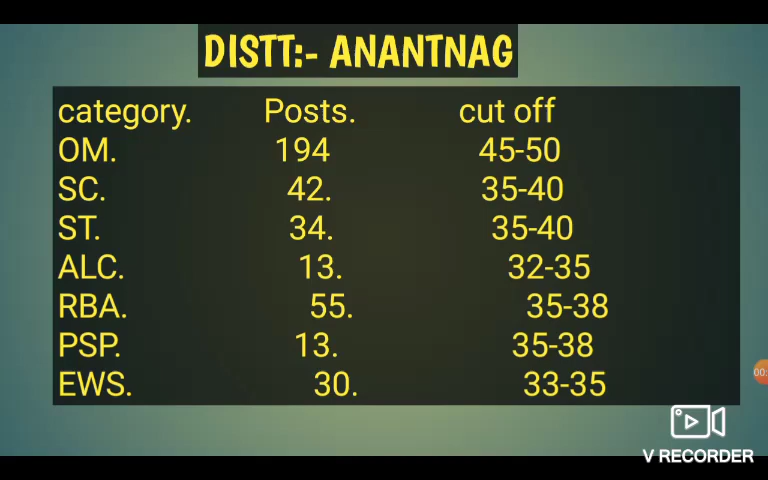 DISTT:- ANANTNAG
category. Posts. cut off
OM. 194 45-50
SC. 42. 35-40
ST. 34. 35-40
ALC. 13. 32-35
RBA. 55. 35-38
PSP. 13. 35-38
EWS. 30. 33-35
00:
V RECORDER